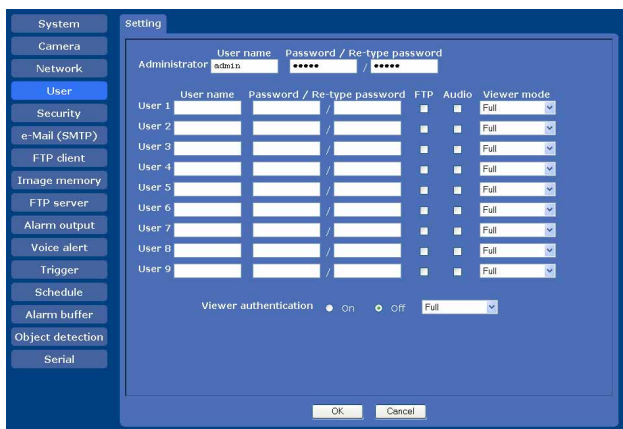 System
Camera
Network
User
Security
e-Mail (SMTP)
FTP client
Image memory
FTP server
Alarm output
Voice alert
Trigger
Schedule
Alarm buffer
Object detection
Serial
Setting
User name Password / Re-type password
Administrator admin ••••• / •••••
User name Password / Re-type password FTP Audio Viewer mode
User 1 / Full
User 2 / Full
User 3 / Full
User 4 / Full
User 5 / Full
User 6 / Full
User 7 / Full
User 8 / Full
User 9 / Full
Viewer authentication On Off Full
OK Cancel